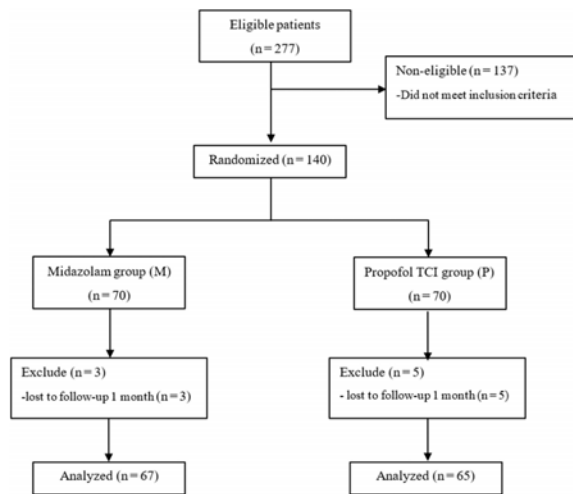 Eligible patients
(n=277)
Non-eligible (n=137)
-Did not meet inclusion criteria
Randomized (n=140)
Midazolam group (M)
(n=70)
Propofol TCI group (P)
(n=70)
Exclude (n=3)
-lost to follow-up 1 month (n=3)
Exclude (n=5)
- lost to follow-up 1 month (n=5)
Analyzed (n=67)
Analyzed (n=65)